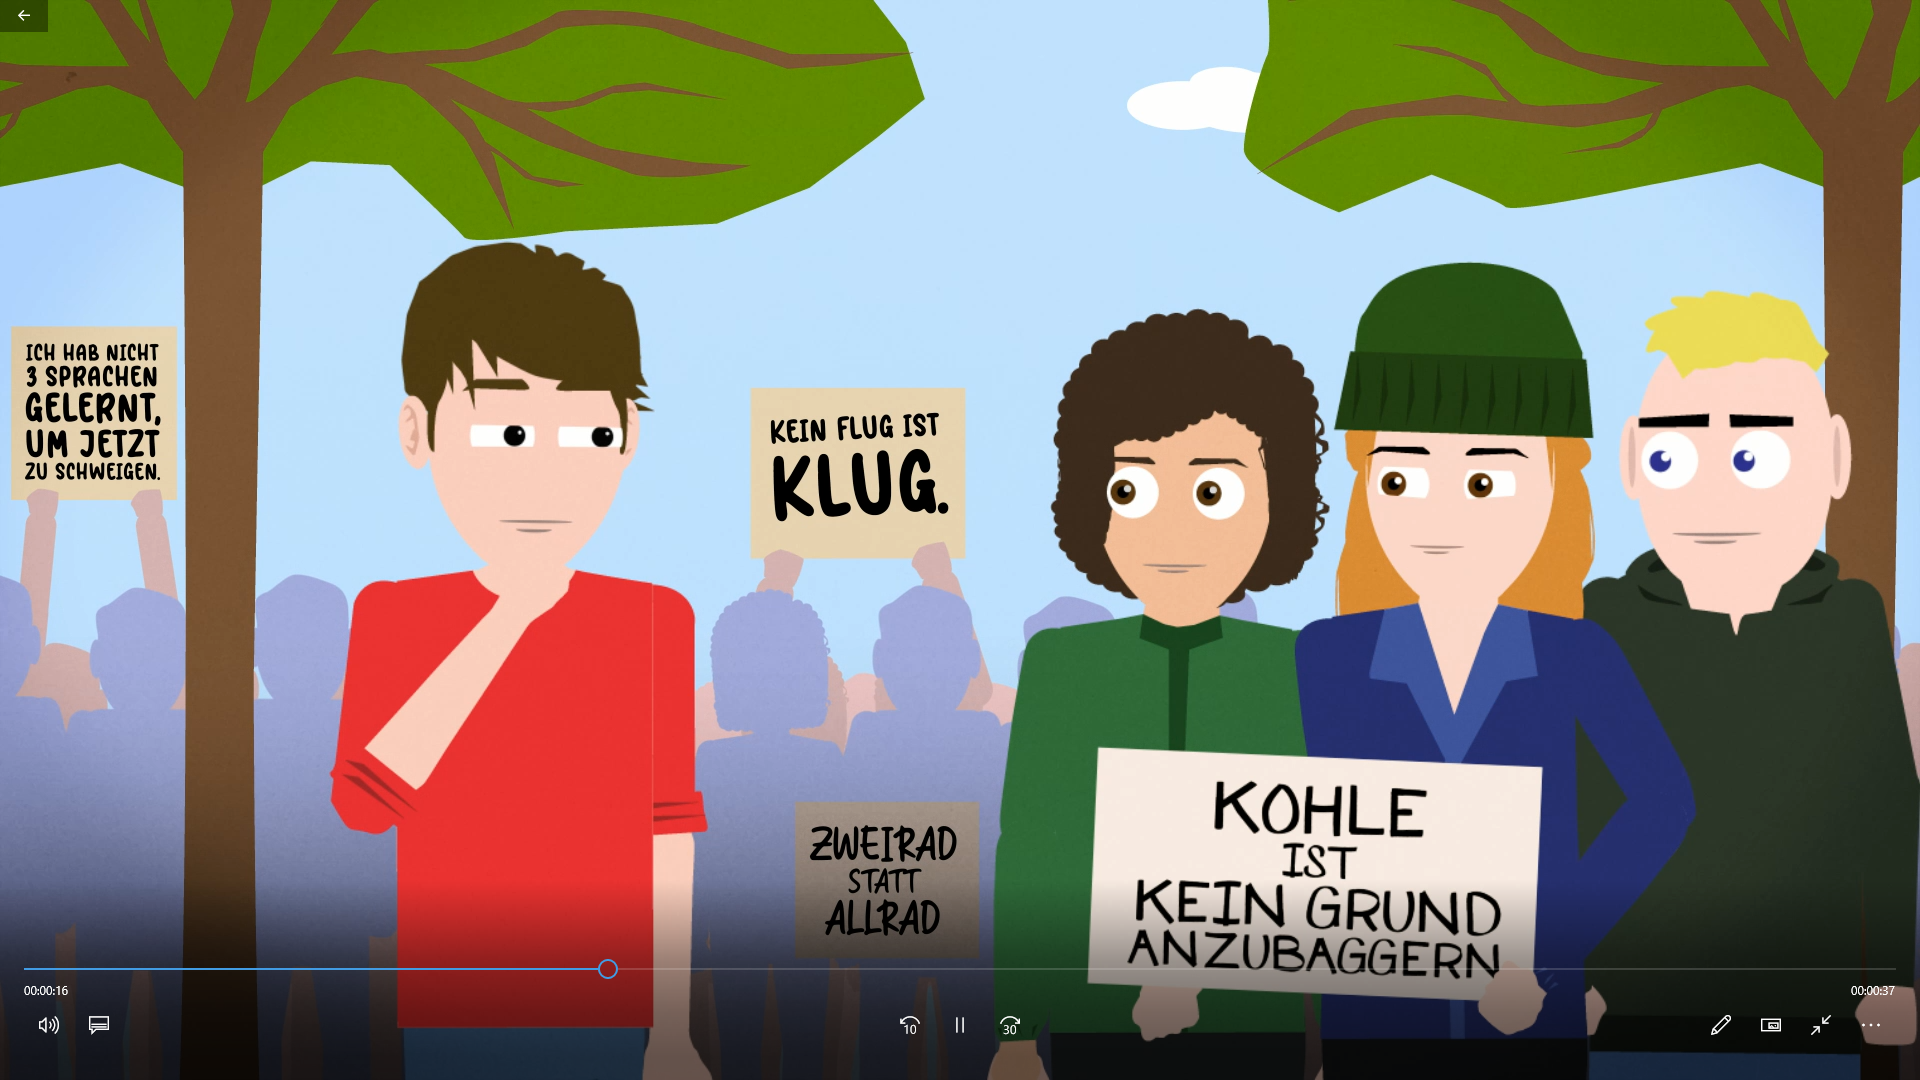 ICH HAB NICHT
3 SPRACHEN
GELERNT,
UM JETZT
ZU SCHWEIGEN.
KEIN FLUG IST
KLUG.
ZWEIRAD
STATT
ALLRAD
KOHLE
IST
KEIN GRUND
ANZUBAGGERN
00:00:16
00:00:37
10
30